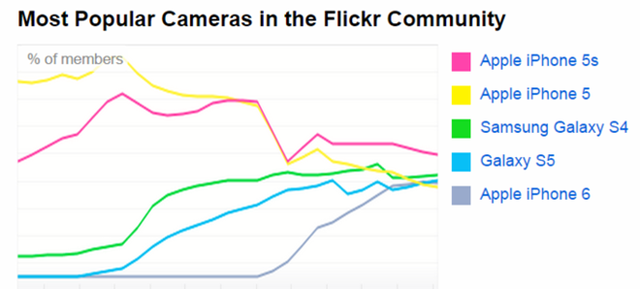 Most Popular Cameras in the Flickr Community
% of members
Apple iPhone 5s
Apple iPhone 5
Samsung Galaxy S4
Galaxy S5
Apple iPhone 6